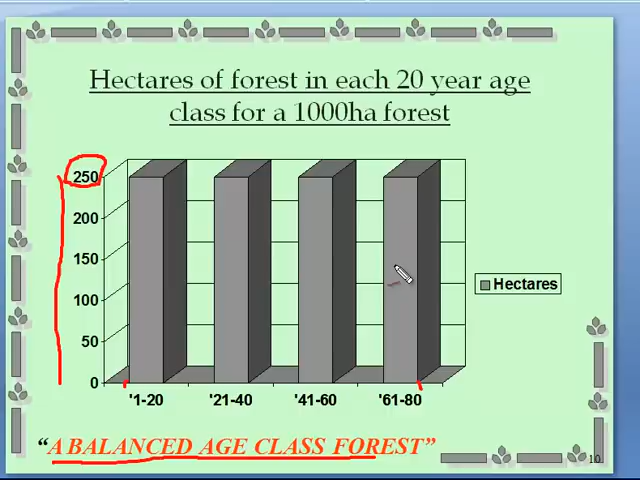 Hectares of forest in each 20 year age
class for a 1000ha forest
250
200
150
100
50
0
'1-20 '21-40 '41-60 '61-80
Hectares
“A BALANCED AGE CLASS FOREST”
10